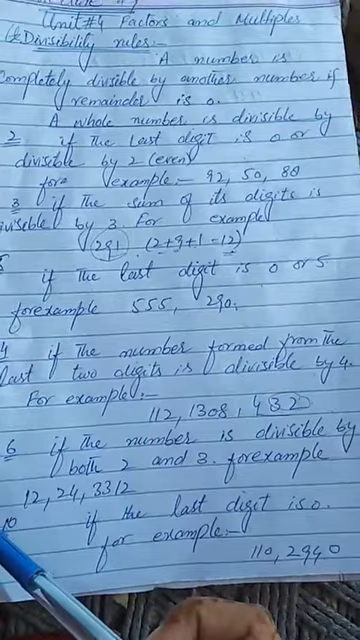 Unit #4 Factors and Multiples
Divisibility rules:-
A number is
Completely divisible by another number if
remainder is 0.
A whole number is divisible by
2 if the last digit is 0 or
divisible by 2 (even)
for example:- 92, 50, 80
3 if the sum of its digits is
divisible by 3. For example
291 (2+9+1=12)
5
if the last digit is 0 or 5
for example 555, 290.
4 if the number formed from the
last two digits is divisible by 4.
For example:-
112, 1308, 432
6 if the number is divisible by
both 2 and 3. for example
12, 24, 3312
10 if the last digit is 0.
for example:-
110, 2940